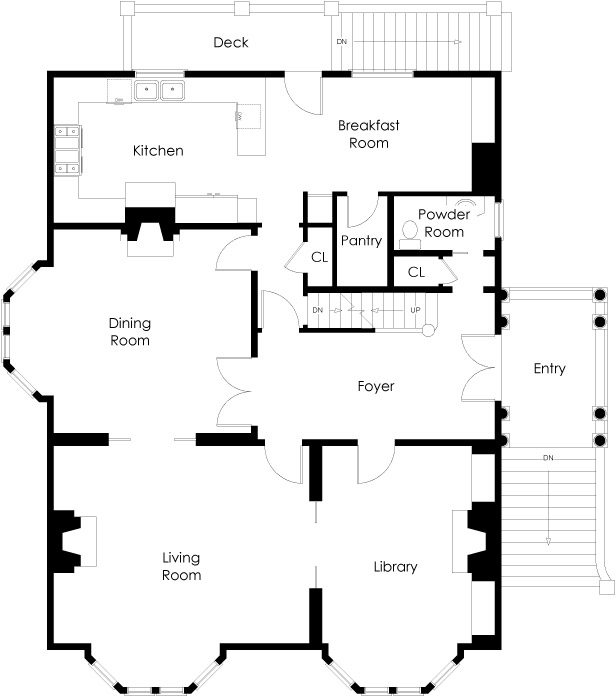 Deck
DN
DW
Kitchen
Breakfast
Room
Powder
Room
Pantry
CL
CL
Dining
Room
DN
UP
Foyer
Entry
DN
Living
Room
Library